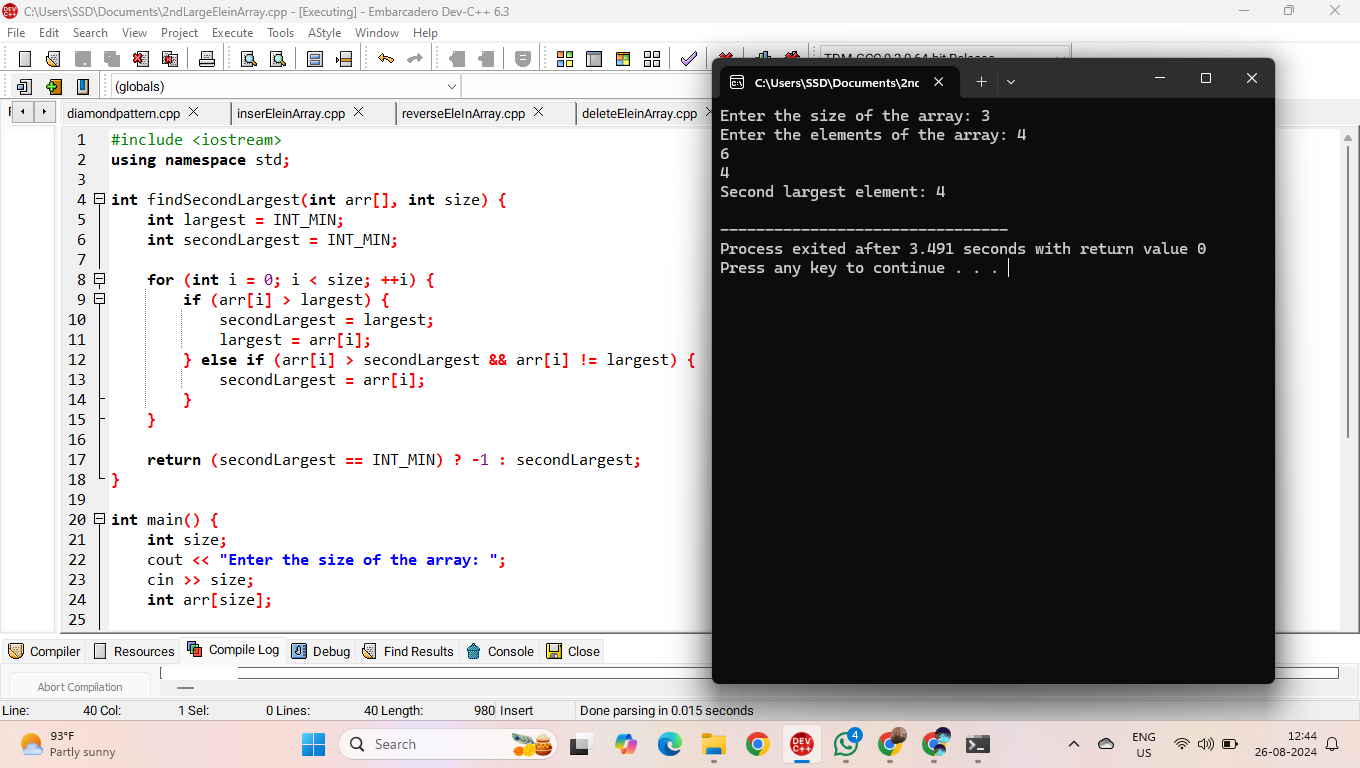 C:\Users\SSD\Documents\2ndLargeEleinArray.cpp - [Executing] - Embarcadero Dev-C++ 6.3
File Edit Search View Project Execute Tools AStyle Window Help
(globals)
diamondpattern.cpp inserEleinArray.cpp reverseEleInArray.cpp deleteEleinArray.cpp
1 #include <iostream>
2 using namespace std;
3
4 int findSecondLargest(int arr[], int size) {
5 int largest = INT_MIN;
6 int secondLargest = INT_MIN;
7
8 for (int i = 0; i < size; ++i) {
9 if (arr[i] > largest) {
10 secondLargest = largest;
11 largest = arr[i];
12 } else if (arr[i] > secondLargest && arr[i] != largest) {
13 secondLargest = arr[i];
14 }
15 }
16
17 return (secondLargest == INT_MIN) ? -1 : secondLargest;
18 }
19
20 int main() {
21 int size;
22 cout << "Enter the size of the array: ";
23 cin >> size;
24 int arr[size];
25
C:\Users\SSD\Documents\2nc
Enter the size of the array: 3
Enter the elements of the array: 4
6
4
Second largest element: 4
--------------------------------
Process exited after 3.491 seconds with return value 0
Press any key to continue . . .
Compiler Resources Compile Log Debug Find Results Console Close
Abort Compilation
Line: 40 Col: 1 Sel: 0 Lines: 40 Length: 980 Insert Done parsing in 0.015 seconds
93°F
Partly sunny
Search
DEV C++
4
ENG
US
12:44
26-08-2024